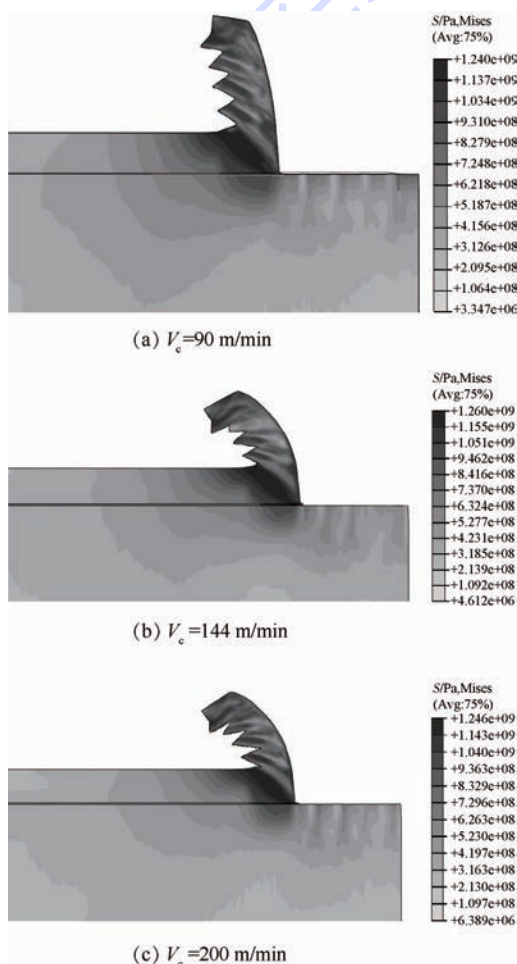 S/Pa,Mises
(Avg:75%)
+1.240e+09
+1.137e+09
+1.034e+09
+9.310e+08
+8.279e+08
+7.248e+08
+6.218e+08
+5.187e+08
+4.156e+08
+3.126e+08
+2.095e+08
+1.064e+08
+3.347e+06
(a) Vc=90 m/min
S/Pa,Mises
(Avg:75%)
+1.260e+09
+1.155e+09
+1.051e+09
+9.462e+08
+8.416e+08
+7.370e+08
+6.324e+08
+5.277e+08
+4.231e+08
+3.185e+08
+2.139e+08
+1.092e+08
+4.612e+06
(b) Vc =144 m/min
S/Pa,Mises
(Avg:75%)
+1.246e+09
+1.143e+09
+1.040e+09
+9.363e+08
+8.329e+08
+7.296e+08
+6.263e+08
+5.230e+08
+4.197e+08
+3.163e+08
+2.130e+08
+1.097e+08
+6.389e+06
(c) Vc=200 m/min